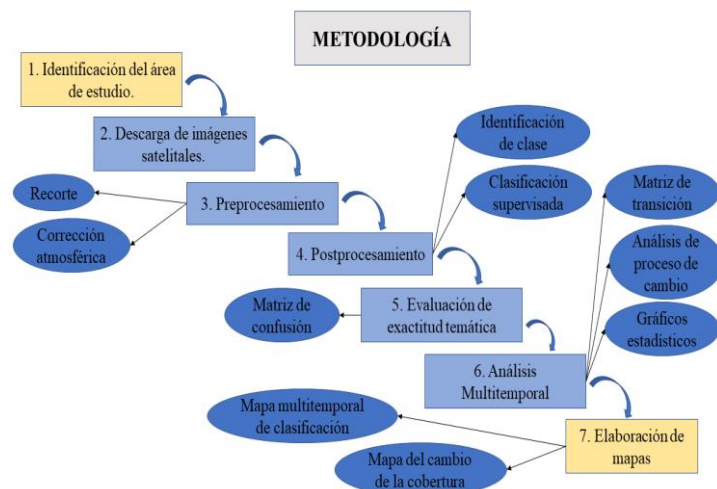 METODOLOGÍA
1. Identificación del área
de estudio.
2. Descarga de imágenes
satelitales.
Identificación
de clase
Clasificación
supervisada
Recorte
Corrección
atmosférica
3. Preprocesamiento
Matriz de
transición
Análisis de
proceso de
cambio
Gráficos
estadísticos
4. Postprocesamiento
Matriz de
confusión
5. Evaluación de
exactitud temática
6. Análisis
Multitemporal
Mapa multitemporal
de clasificación
Mapa del cambio
de la cobertura
7. Elaboración de
mapas